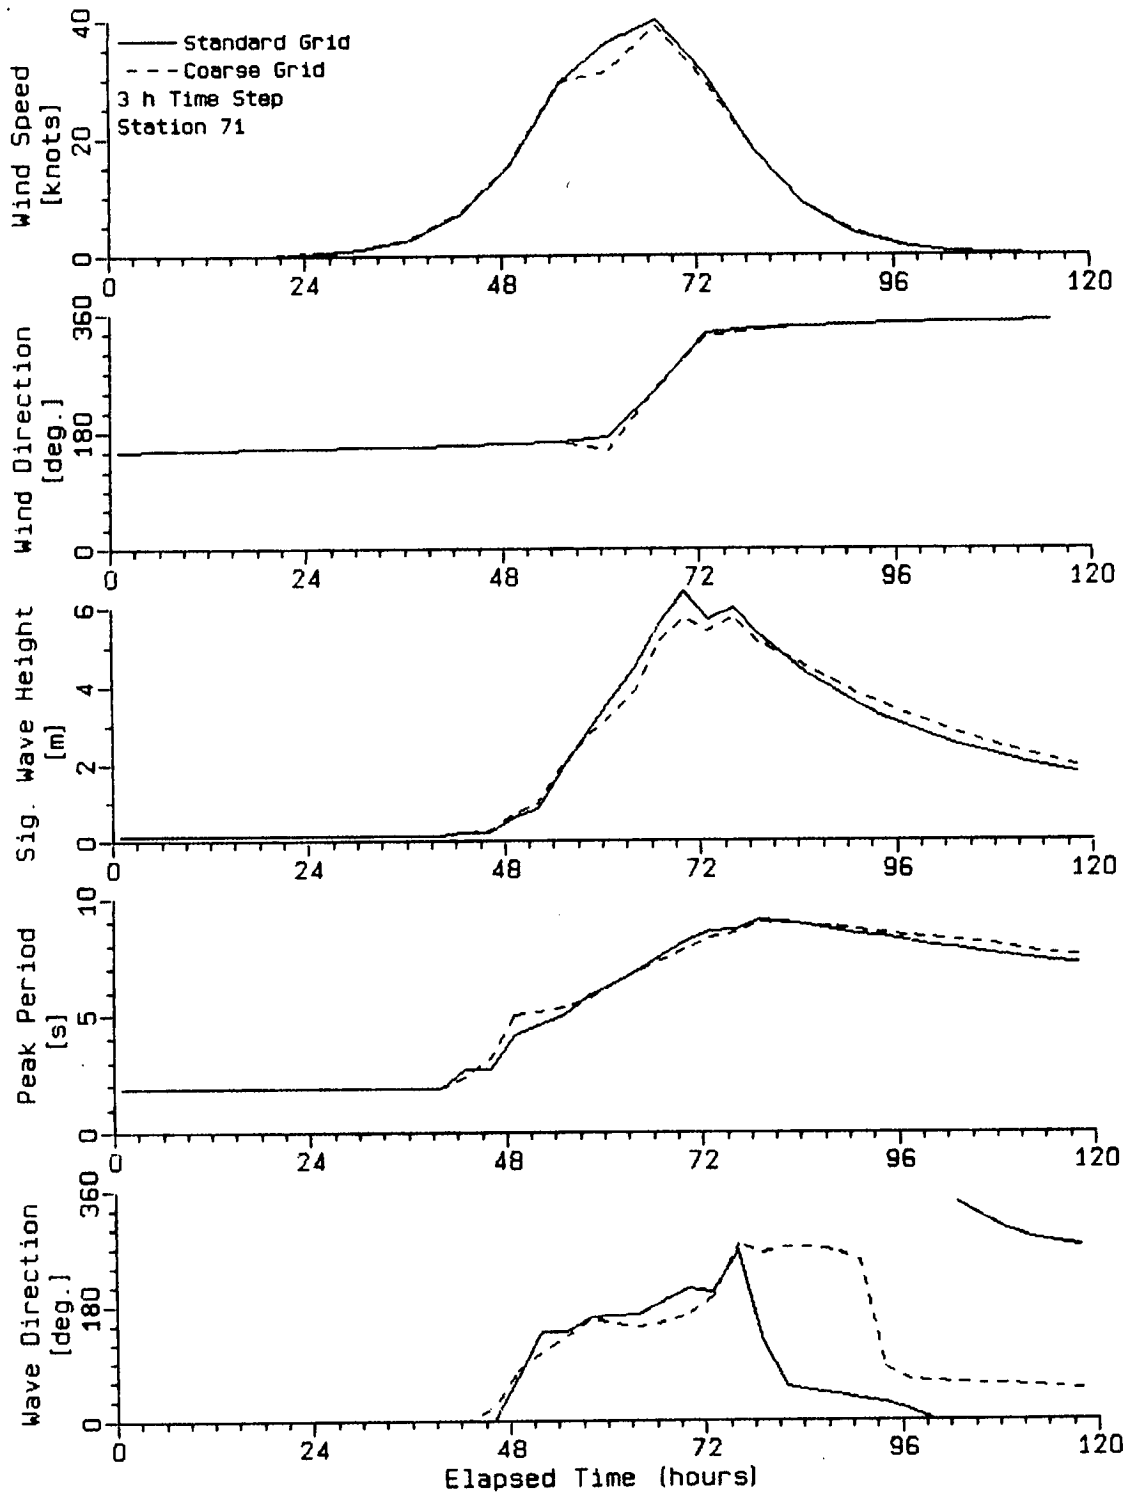 Wind Speed
[knots]
40
20
0
Standard Grid
Coarse Grid
3 h Time Step
Station 71
0 24 48 72 96 120
Wind Direction
[deg.]
360
180
0
0 24 48 72 96 120
Sig. Wave Height
[m]
6
4
2
0
0 24 48 72 96 120
Peak Period
[s]
10
5
0
0 24 48 72 96 120
Wave Direction
[deg.]
360
180
0
0 24 48 72 96 120
Elapsed Time (hours)